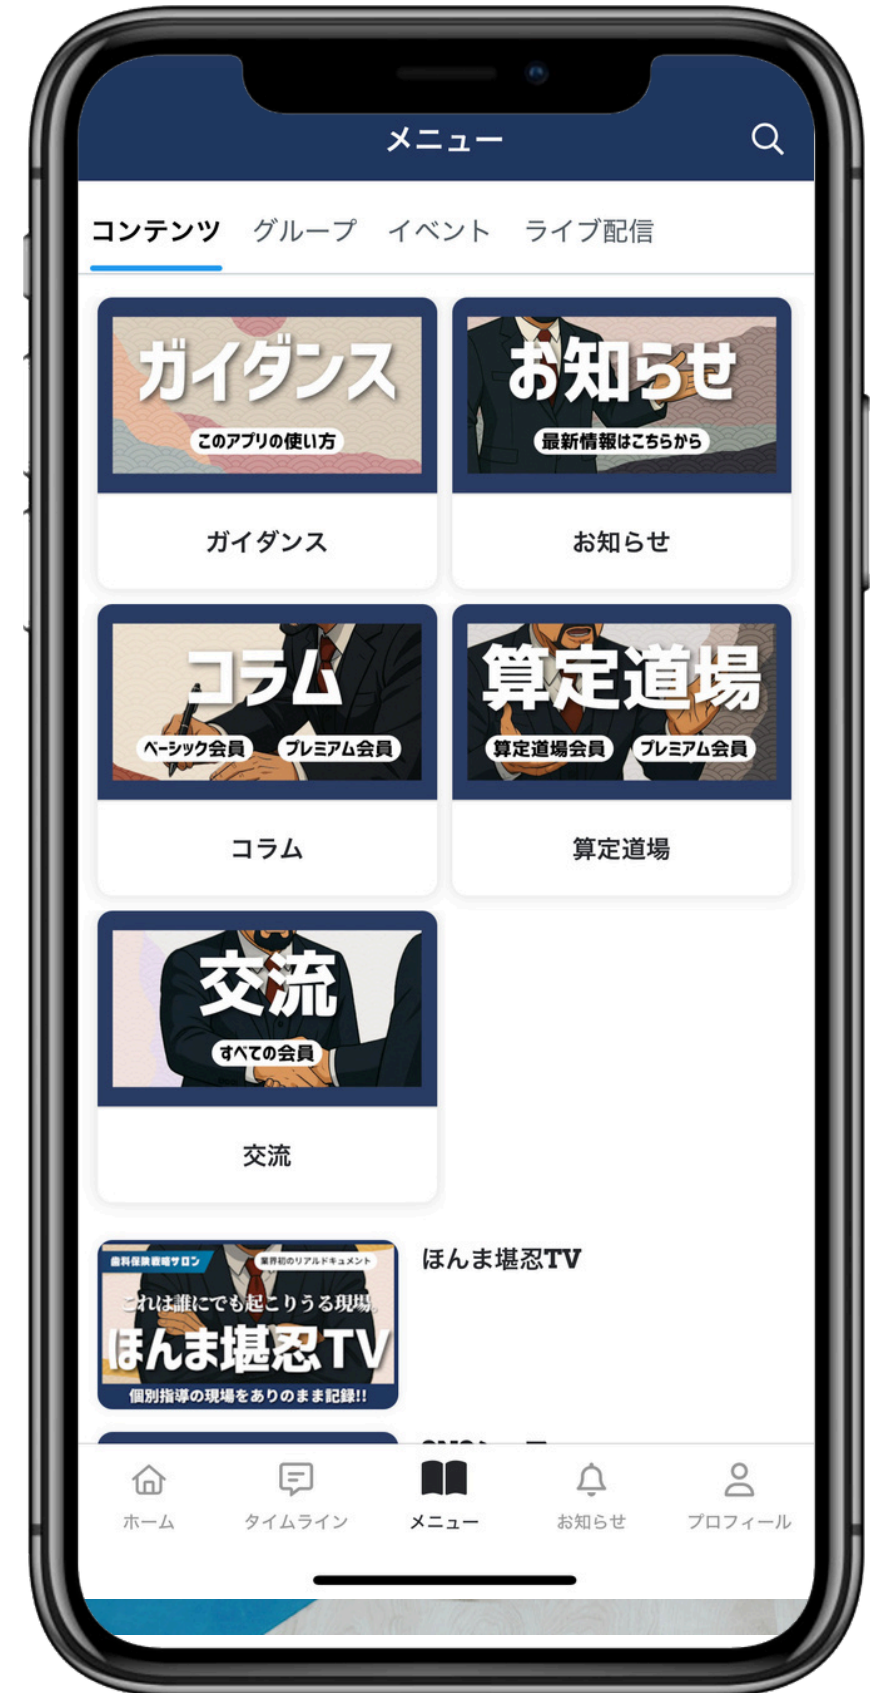 メニュー
コンテンツ グループ イベント ライブ配信
ガイダンス
このアプリの使い方
ガイダンス
お知らせ
最新情報はこちらから
お知らせ
コラム
ベーシック会員 プレミアム会員
コラム
算定道場
算定道場会員 プレミアム会員
算定道場
交流
すべての会員
交流
歯科保険戦略サロン
業界初のリアルドキュメント
これは誰にでも起こりうる現場。
ほんま堪忍TV
個別指導の現場をありのまま記録!!
ほんま堪忍TV
ホーム タイムライン メニュー お知らせ プロフィール